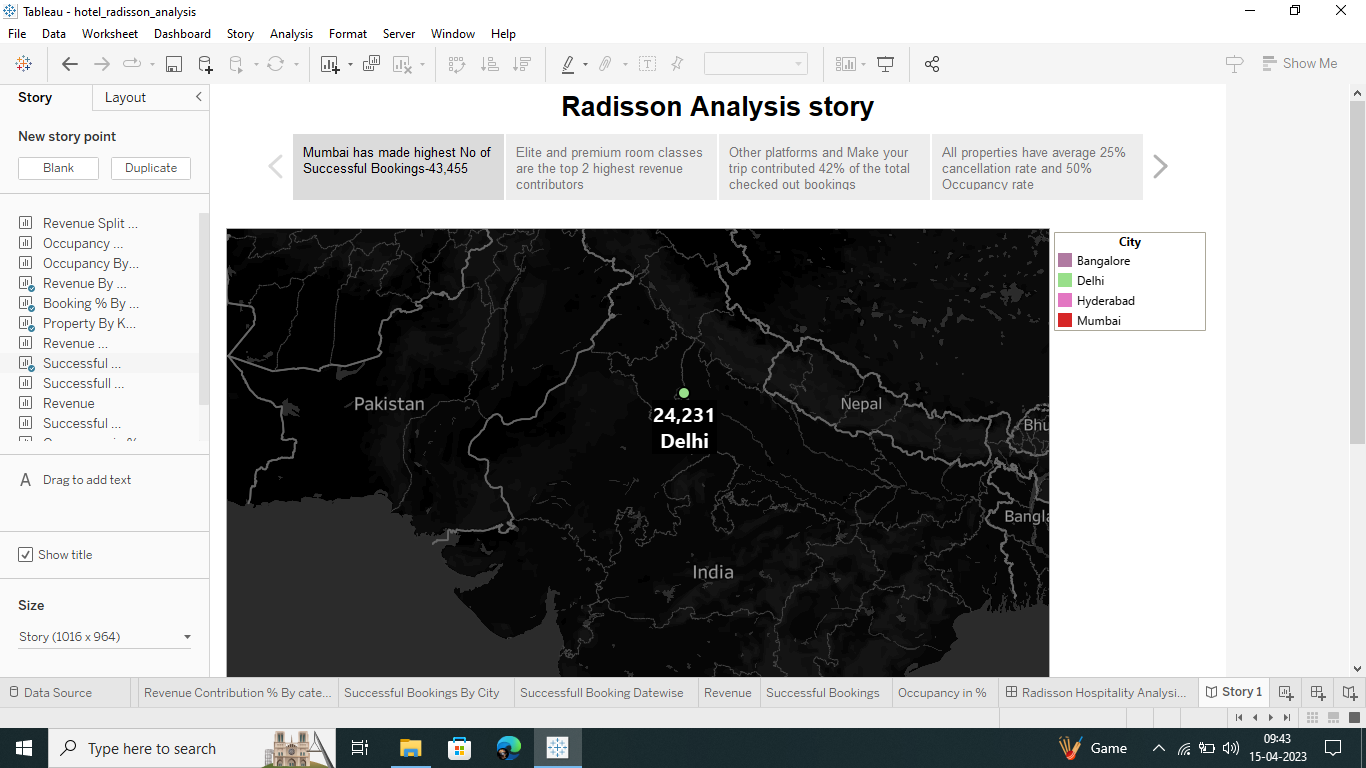 Tableau - hotel_radisson_analysis
File Data Worksheet Dashboard Story Analysis Format Server Window Help
Show Me
Story
Layout
New story point
Blank
Duplicate
Revenue Split ...
Occupancy ...
Occupancy By...
Revenue By ...
Booking % By ...
Property By K...
Revenue ...
Successful ...
Successfull ...
Revenue
Successful ...
A Drag to add text
Show title
Size
Story (1016 x 964)
Radisson Analysis story
Mumbai has made highest No of
Successful Bookings-43,455
Elite and premium room classes
are the top 2 highest revenue
contributors
Other platforms and Make your
trip contributed 42% of the total
checked out bookings
All properties have average 25%
cancellation rate and 50%
Occupancy rate
Pakistan
24,231
Delhi
Nepal
Bhu
Bangla
India
City
Bangalore
Delhi
Hyderabad
Mumbai
Data Source
Revenue Contribution % By cate...
Successful Bookings By City
Successfull Booking Datewise
Revenue
Successful Bookings
Occupancy in %
Radisson Hospitality Analysi...
Story 1
Type here to search
Game
09:43
15-04-2023